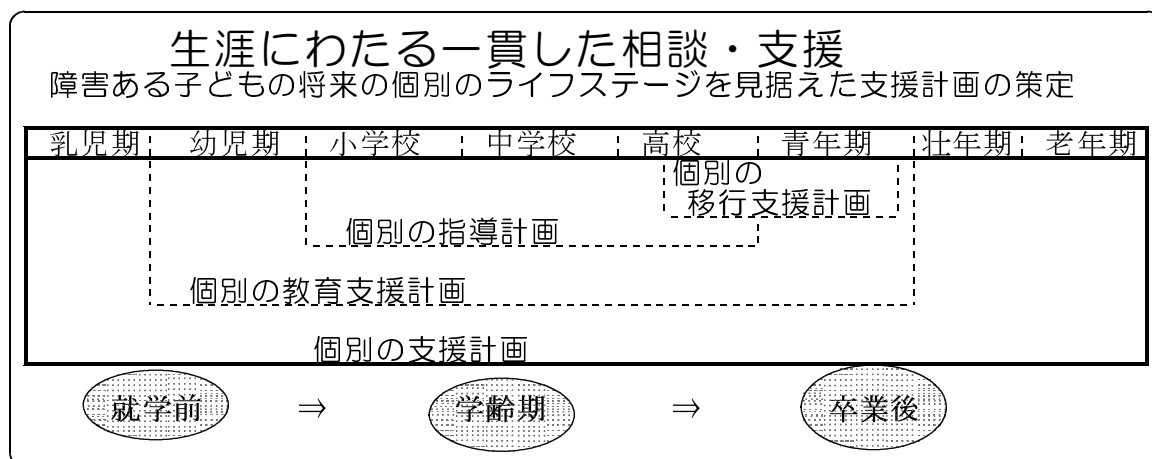 生涯にわたる一貫した相談・支援
障害ある子どもの将来の個別のライフステージを見据えた支援計画の策定
乳児期 幼児期 小学校 中学校 高校 青年期 壮年期 老年期
個別の
移行支援計画
個別の指導計画
個別の教育支援計画
個別の支援計画
就学前 ⇒ 学齢期 ⇒ 卒業後